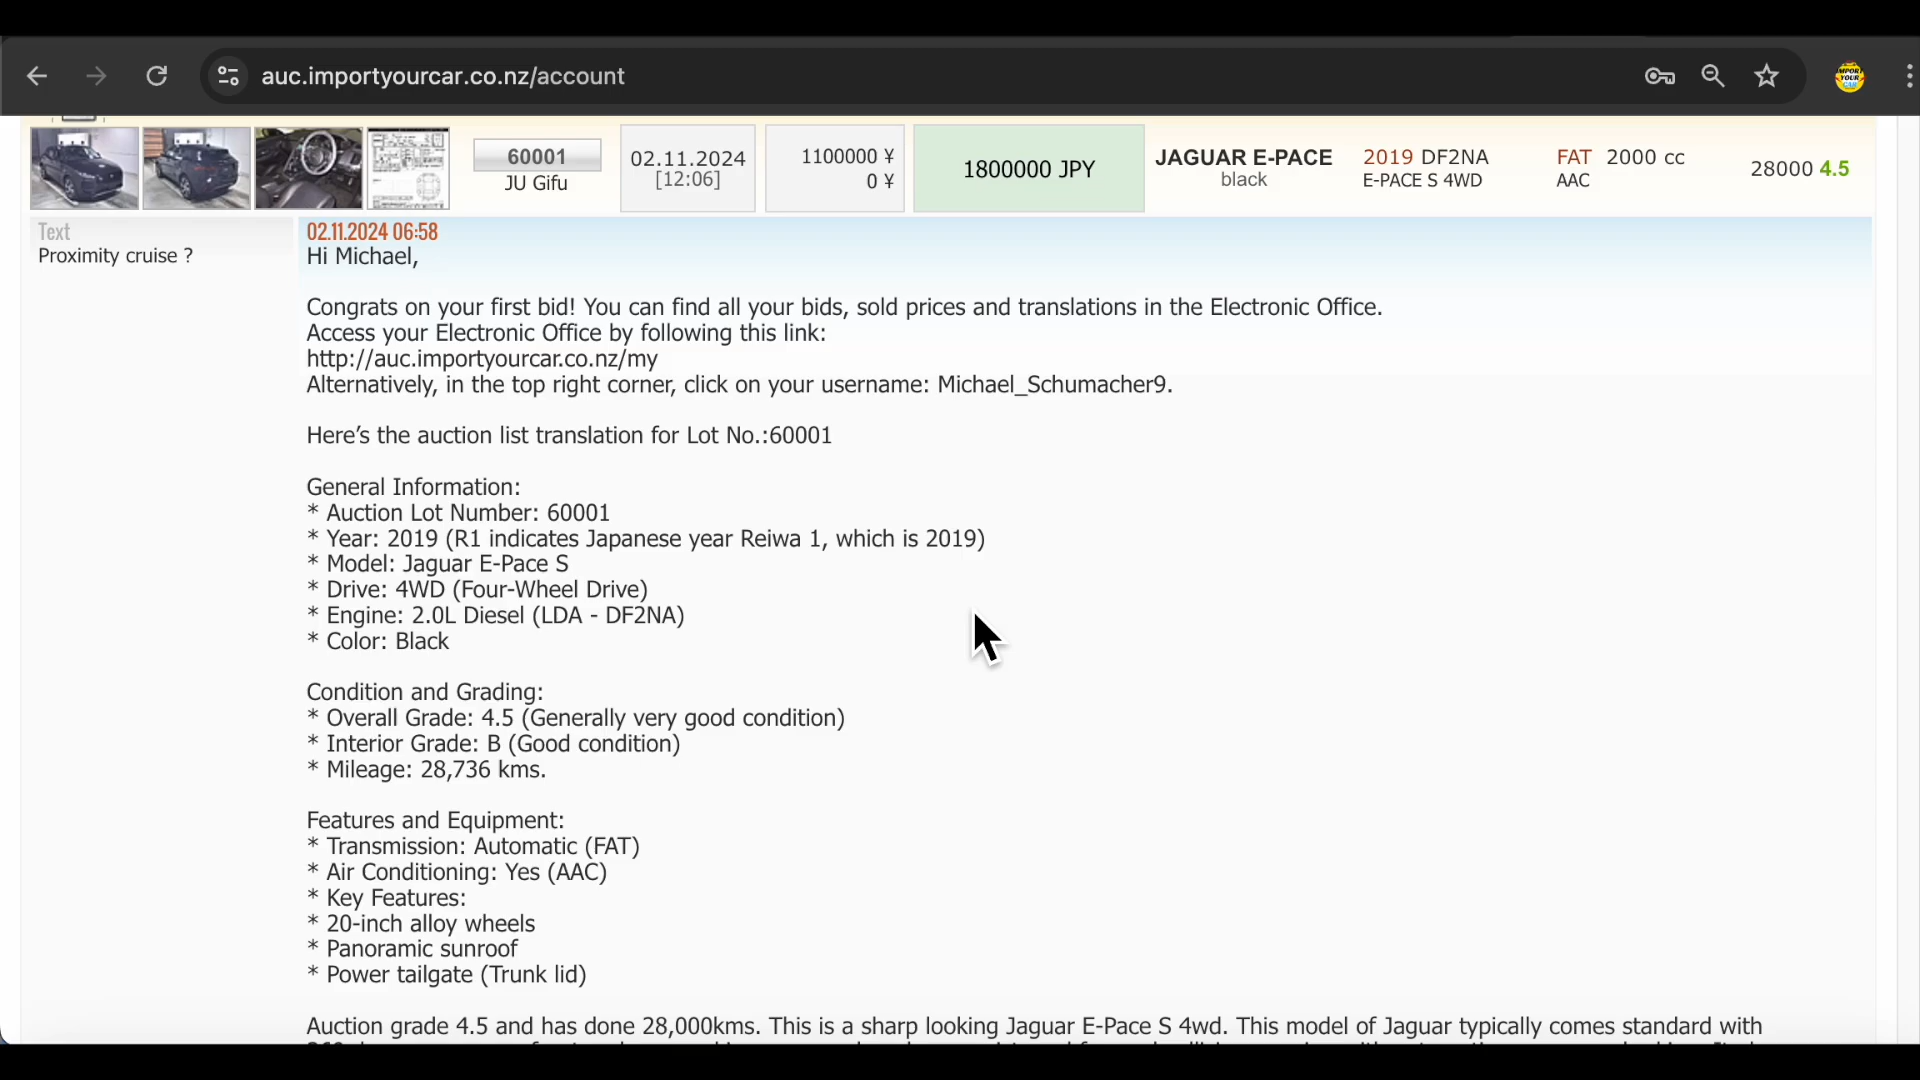 auc.importyourcar.co.nz/account
IMPORT YOUR CAR
60001
JU Gifu
02.11.2024
[12:06]
1100000 ¥
0 ¥
1800000 JPY
JAGUAR E-PACE
black
2019 DF2NA
E-PACE S 4WD
FAT 2000 cc
AAC
28000 4.5
Text
Proximity cruise ?
02.11.2024 06:58
Hi Michael,
Congrats on your first bid! You can find all your bids, sold prices and translations in the Electronic Office.
Access your Electronic Office by following this link:
http://auc.importyourcar.co.nz/my
Alternatively, in the top right corner, click on your username: Michael_Schumacher9.
Here’s the auction list translation for Lot No.:60001
General Information:
* Auction Lot Number: 60001
* Year: 2019 (R1 indicates Japanese year Reiwa 1, which is 2019)
* Model: Jaguar E-Pace S
* Drive: 4WD (Four-Wheel Drive)
* Engine: 2.0L Diesel (LDA - DF2NA)
* Color: Black
Condition and Grading:
* Overall Grade: 4.5 (Generally very good condition)
* Interior Grade: B (Good condition)
* Mileage: 28,736 kms.
Features and Equipment:
* Transmission: Automatic (FAT)
* Air Conditioning: Yes (AAC)
* Key Features:
* 20-inch alloy wheels
* Panoramic sunroof
* Power tailgate (Trunk lid)
Auction grade 4.5 and has done 28,000kms. This is a sharp looking Jaguar E-Pace S 4wd. This model of Jaguar typically comes standard with